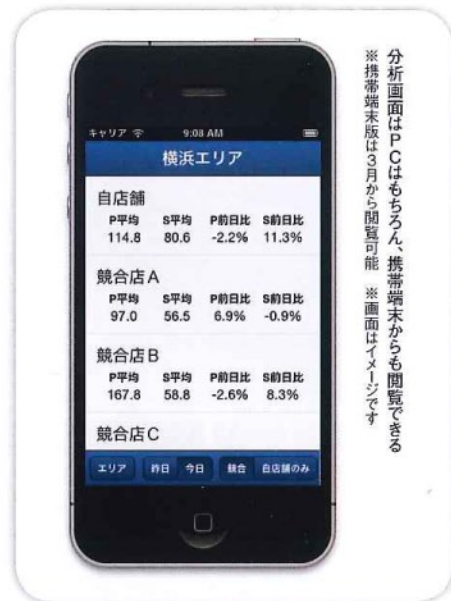 分析画面はPCはもちろん、携帯端末からも閲覧できる
※携帯端末版は3月から閲覧可能　※画面はイメージです
キャリア 9:08 AM
横浜エリア
自店舗
P平均 S平均 P前日比 S前日比
114.8 80.6 -2.2% 11.3%
競合店A
P平均 S平均 P前日比 S前日比
97.0 56.5 6.9% -0.9%
競合店B
P平均 S平均 P前日比 S前日比
167.8 58.8 -2.6% 8.3%
競合店C
エリア 昨日 今日 競合 自店舗のみ